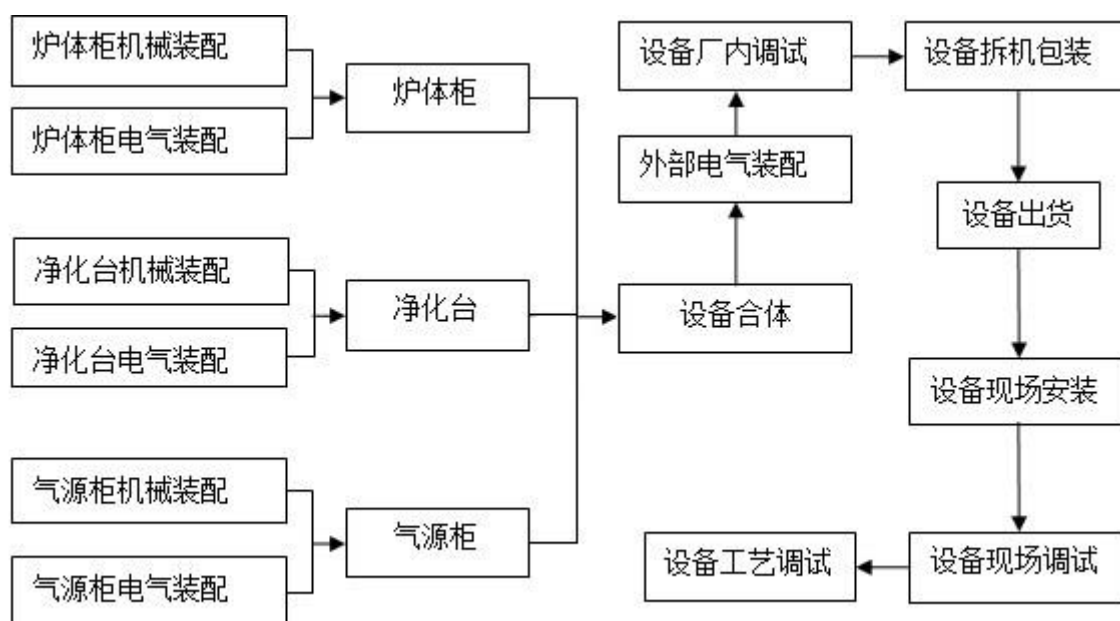 炉体柜机械装配
炉体柜电气装配
炉体柜
净化台机械装配
净化台电气装配
净化台
气源柜机械装配
气源柜电气装配
气源柜
设备合体
外部电气装配
设备厂内调试
设备拆机包装
设备出货
设备现场安装
设备现场调试
设备工艺调试